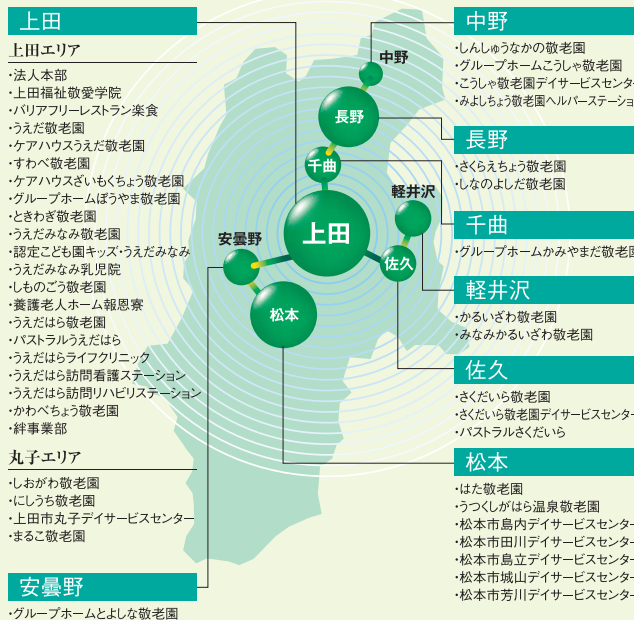 上田
上田エリア
・法人本部
・上田福祉敬愛学院
・バリアフリーレストラン楽食
・うえだ敬老園
・ケアハウスうえだ敬老園
・すわべ敬老園
・ケアハウスざいもくちょう敬老園
・グループホームぼうやま敬老園
・ときわぎ敬老園
・うえだみなみ敬老園
・認定こども園キッズ・うえだみなみ
・うえだみなみ乳児院
・しものごう敬老園
・養護老人ホーム報恩寮
・うえだはら敬老園
・パストラルうえだはら
・うえだはらライフクリニック
・うえだはら訪問看護ステーション
・うえだはら訪問リハビリステーション
・かわべちょう敬老園
・絆事業部
丸子エリア
・しおがわ敬老園
・にしうち敬老園
・上田市丸子デイサービスセンター
・まるこ敬老園
安曇野
・グループホームとよしな敬老園
中野
長野
千曲
軽井沢
上田
安曇野
佐久
松本
中野
・しんしゅうなかの敬老園
・グループホームこうしゃ敬老園
・こうしゃ敬老園デイサービスセンター
・みよしちょう敬老園ヘルパーステーショ
長野
・さくらえちょう敬老園
・しなのよしだ敬老園
千曲
・グループホームかみやまだ敬老園
軽井沢
・かるいざわ敬老園
・みなみかるいざわ敬老園
佐久
・さくだいら敬老園
・さくだいら敬老園デイサービスセンター
・パストラルさくだいら
松本
・はた敬老園
・うつくしがはら温泉敬老園
・松本市島内デイサービスセンター
・松本市田川デイサービスセンター
・松本市島立デイサービスセンター
・松本市城山デイサービスセンター
・松本市芳川デイサービスセンター